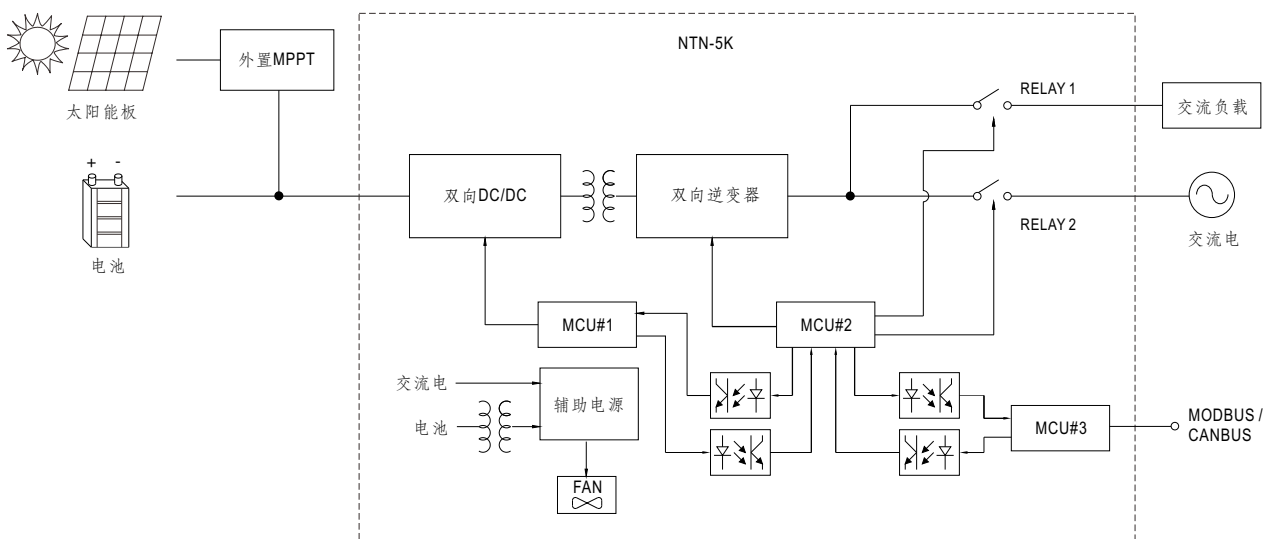 NTN-5K
外置MPPT
太阳能板
RELAY 1
交流负载
+ -
双向DC/DC
双向逆变器
RELAY 2
交流电
电池
MCU#1
MCU#2
交流电
辅助电源
电池
MCU#3
MODBUS /
CANBUS
FAN